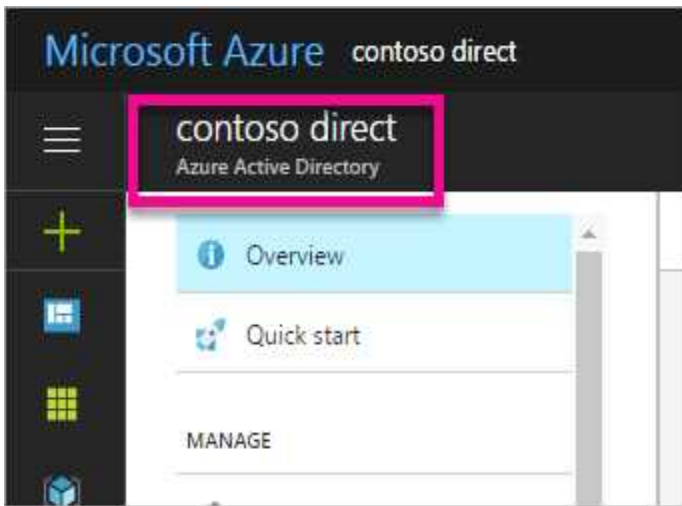 Microsoft Azure contoso direct
contoso direct
Azure Active Directory
Overview
Quick start
MANAGE